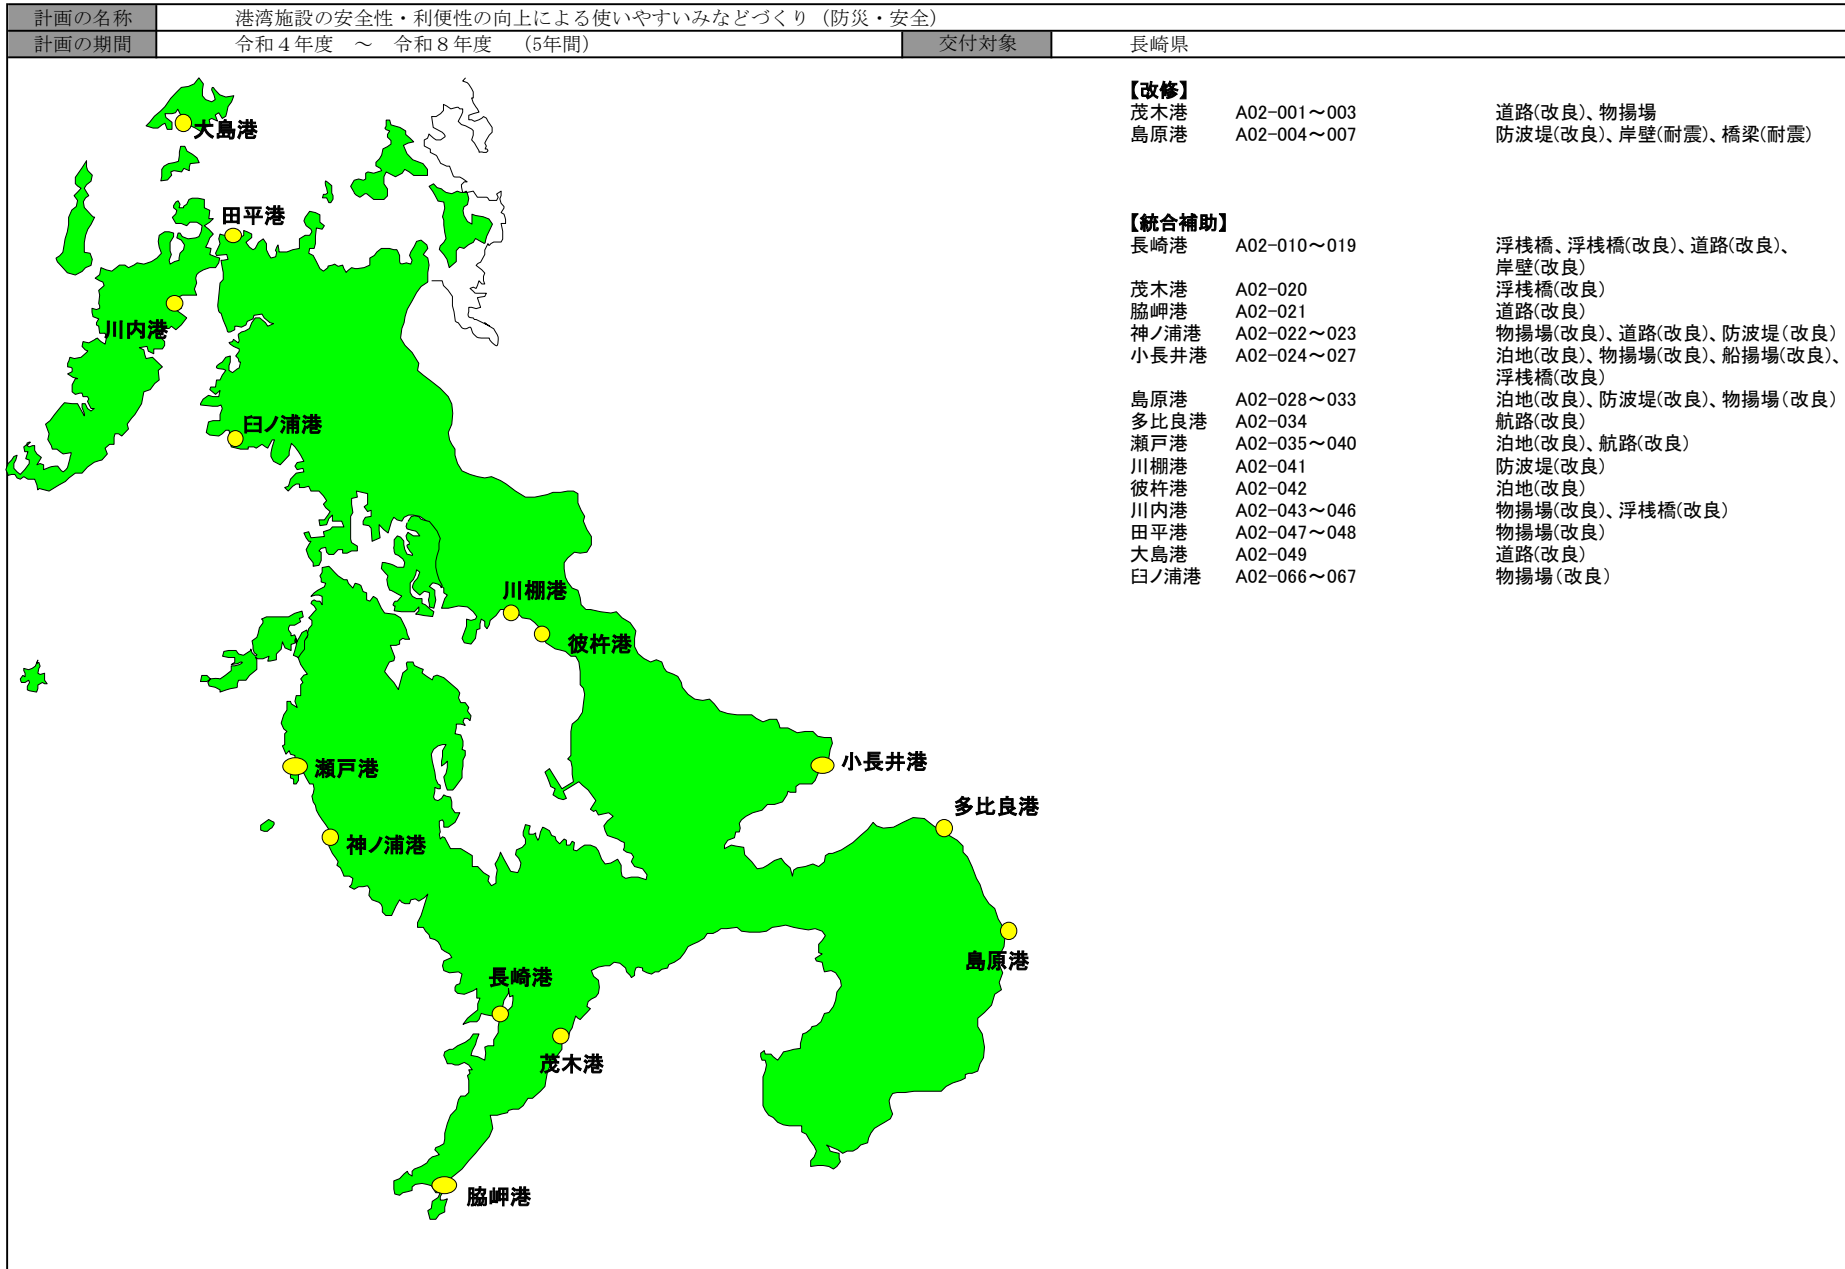 計画の名称 港湾施設の安全性・利便性の向上による使いやすいみなとづくり（防災・安全）
計画の期間 令和４年度 ～ 令和８年度 （5年間） 交付対象 長崎県
【改修】
茂木港 A02-001～003 道路(改良)、物揚場
島原港 A02-004～007 防波堤(改良)、岸壁(耐震)、橋梁(耐震)
【統合補助】
長崎港 A02-010～019 浮桟橋、浮桟橋(改良)、道路(改良)、
岸壁(改良)
茂木港 A02-020 浮桟橋(改良)
脇岬港 A02-021 道路(改良)
神ノ浦港 A02-022～023 物揚場(改良)、道路(改良)、防波堤(改良)
小長井港 A02-024～027 泊地(改良)、物揚場(改良)、船揚場(改良)、
浮桟橋(改良)
島原港 A02-028～033 泊地(改良)、防波堤(改良)、物揚場(改良)
多比良港 A02-034 航路(改良)
瀬戸港 A02-035～040 泊地(改良)、航路(改良)
川棚港 A02-041 防波堤(改良)
彼杵港 A02-042 泊地(改良)
川内港 A02-043～046 物揚場(改良)、浮桟橋(改良)
田平港 A02-047～048 物揚場(改良)
大島港 A02-049 道路(改良)
臼ノ浦港 A02-066～067 物揚場(改良)
大島港
田平港
川内港
臼ノ浦港
川棚港
彼杵港
瀬戸港
小長井港
多比良港
神ノ浦港
島原港
長崎港
茂木港
脇岬港